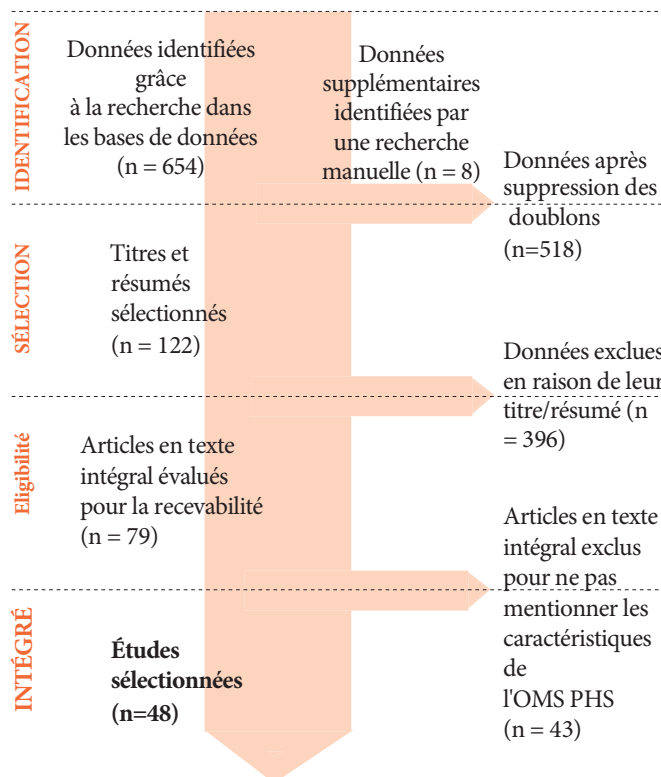 IDENTIFICATION
Données identifiées
grâce
à la recherche dans
les bases de données
(n = 654)
Données
supplémentaires
identifiées par
une recherche
manuelle (n = 8)
Données après
suppression des
doublons
(n=518)
SÉLECTION
Titres et
résumés
sélectionnés
(n = 122)
Données exclues
en raison de leur
titre/résumé (n
= 396)
Eligibilité
Articles en texte
intégral évalués
pour la recevabilité
(n = 79)
Articles en texte
intégral exclus
pour ne pas
mentionner les
caractéristiques
de
l'OMS PHS
(n = 43)
INTÉGRÉ
Études
sélectionnées
(n=48)